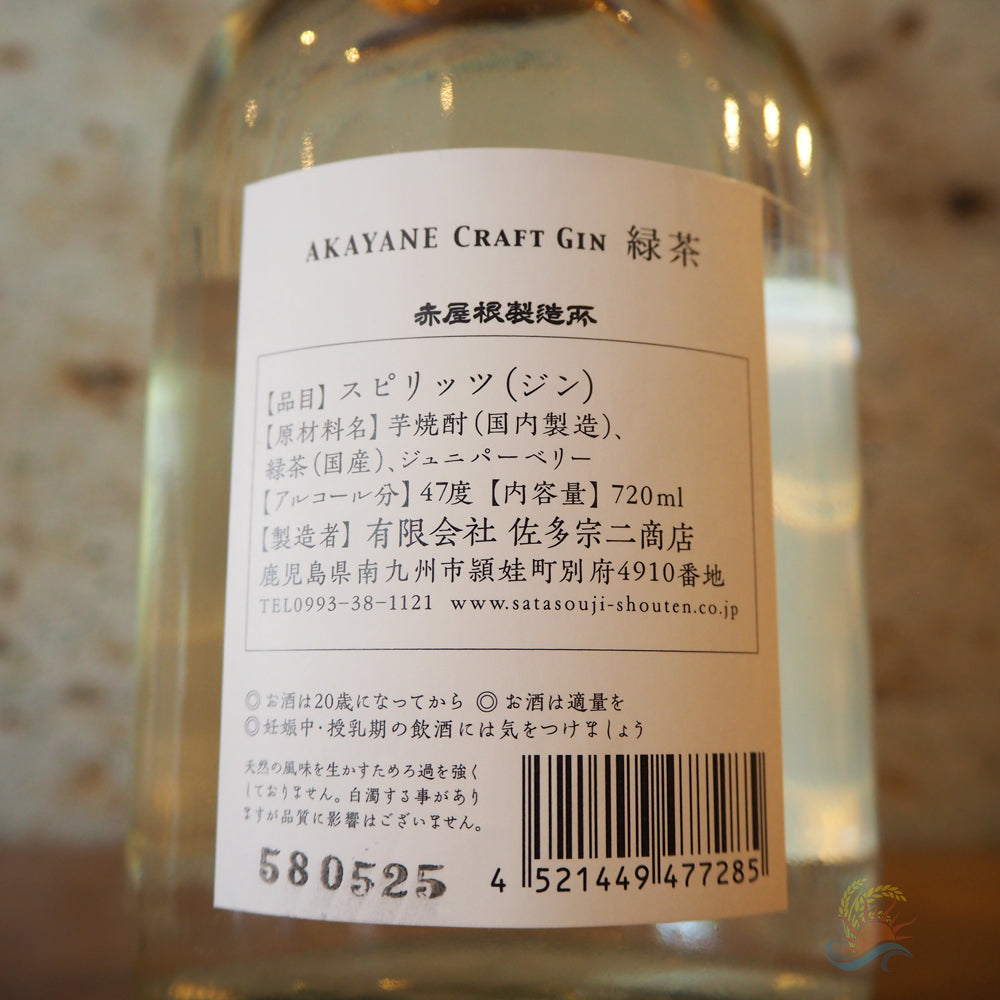 AKAYANE CRAFT GIN 緑茶
赤屋根製造所
【品目】スピリッツ(ジン)
【原材料名】芋焼酎(国内製造)、
緑茶(国産)、ジュニパーベリー
【アルコール分】47度【内容量】720ml
【製造者】有限会社 佐多宗二商店
鹿児島県南九州市頴娃町別府4910番地
TEL0993-38-1121 www.satasouji-shouten.co.jp
◎お酒は20歳になってから ◎お酒は適量を
◎妊娠中・授乳期の飲酒には気をつけましょう
天然の風味を生かすためろ過を強く
しておりません。白濁する事があり
ますが品質に影響はございません。
580525
4 521449 477285